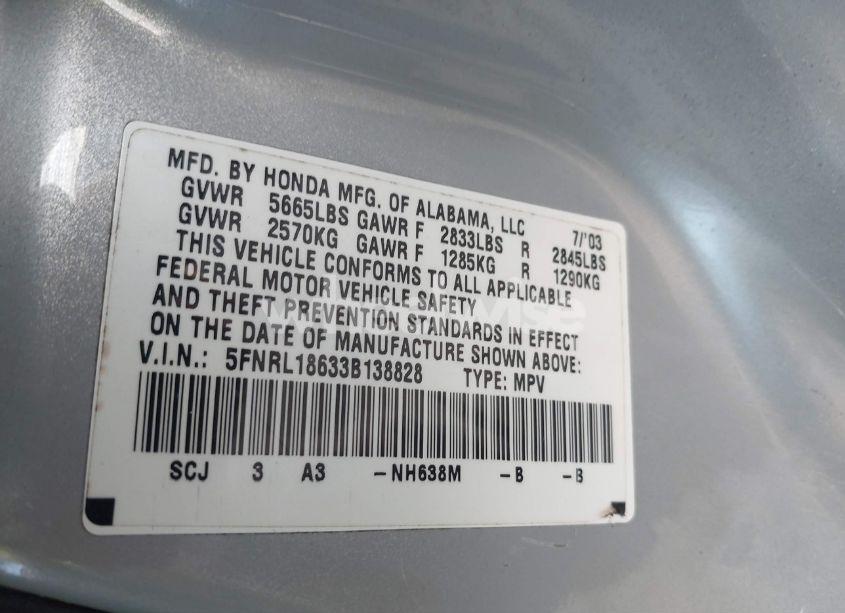 MFD. BY HONDA MFG. OF ALABAMA, LLC 7/'03
GVWR 5665LBS GAWR F 2833LBS R 2845LBS
GVWR 2570KG GAWR F 1285KG R 1290KG
THIS VEHICLE CONFORMS TO ALL APPLICABLE
FEDERAL MOTOR VEHICLE SAFETY
AND THEFT PREVENTION STANDARDS IN EFFECT
ON THE DATE OF MANUFACTURE SHOWN ABOVE:
V.I.N.: 5FNRL18633B138828 TYPE: MPV
SCJ 3 A3 -NH638M -B -B